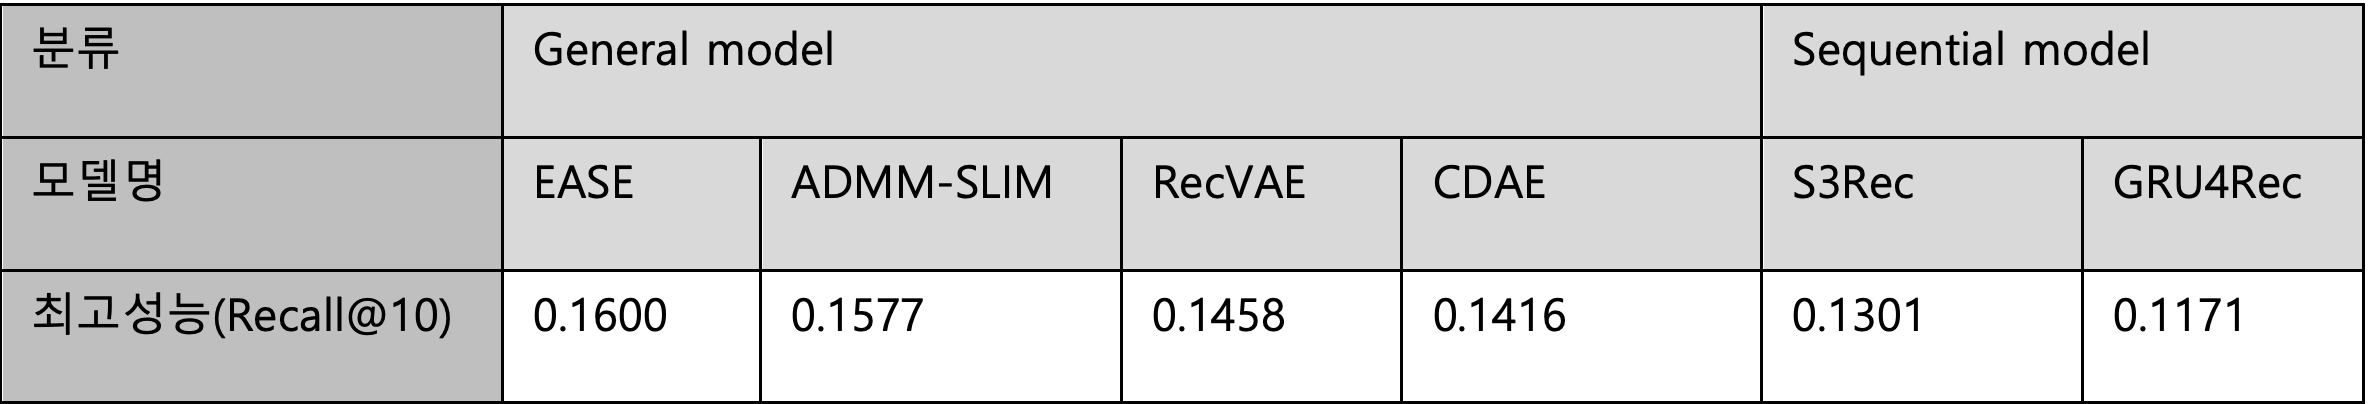 분류 General model Sequential model
모델명 EASE ADMM-SLIM RecVAE CDAE S3Rec GRU4Rec
최고성능(Recall@10) 0.1600 0.1577 0.1458 0.1416 0.1301 0.1171